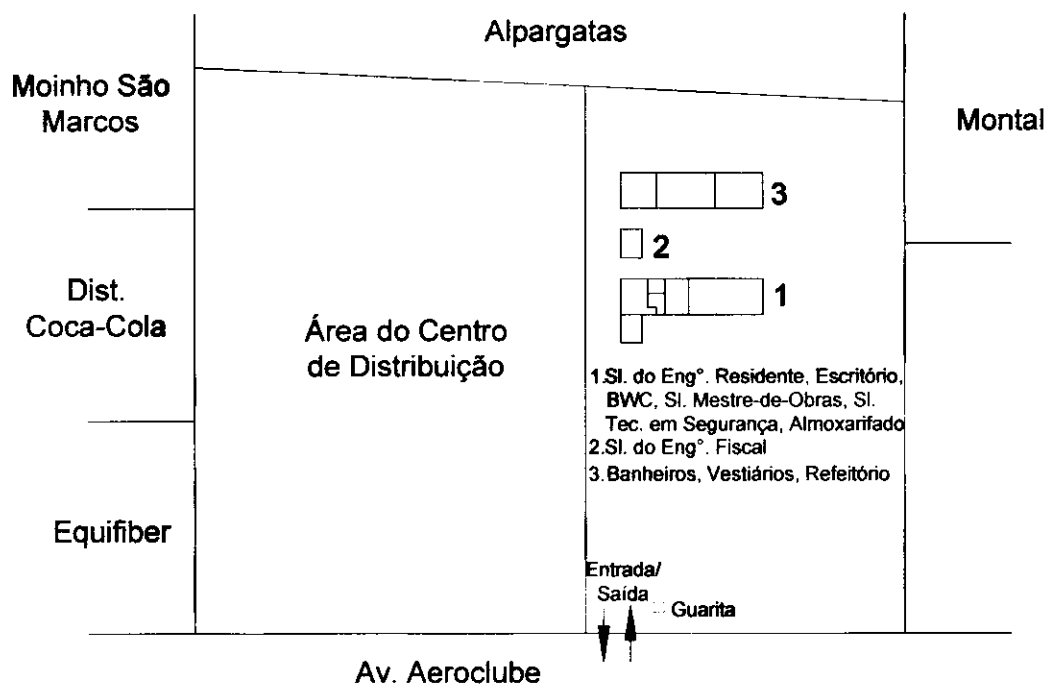 Alpargatas
Moinho São
Marcos
Montal
3
2
1
Dist.
Coca-Cola
Área do Centro
de Distribuição
1.Sl. do Eng°. Residente, Escritório,
BWC, Sl. Mestre-de-Obras, Sl.
Tec. em Segurança, Almoxarifado
2.Sl. do Eng°. Fiscal
3.Banheiros, Vestiários, Refeitório
Equifiber
Entrada/
Saída
Guarita
Av. Aeroclube